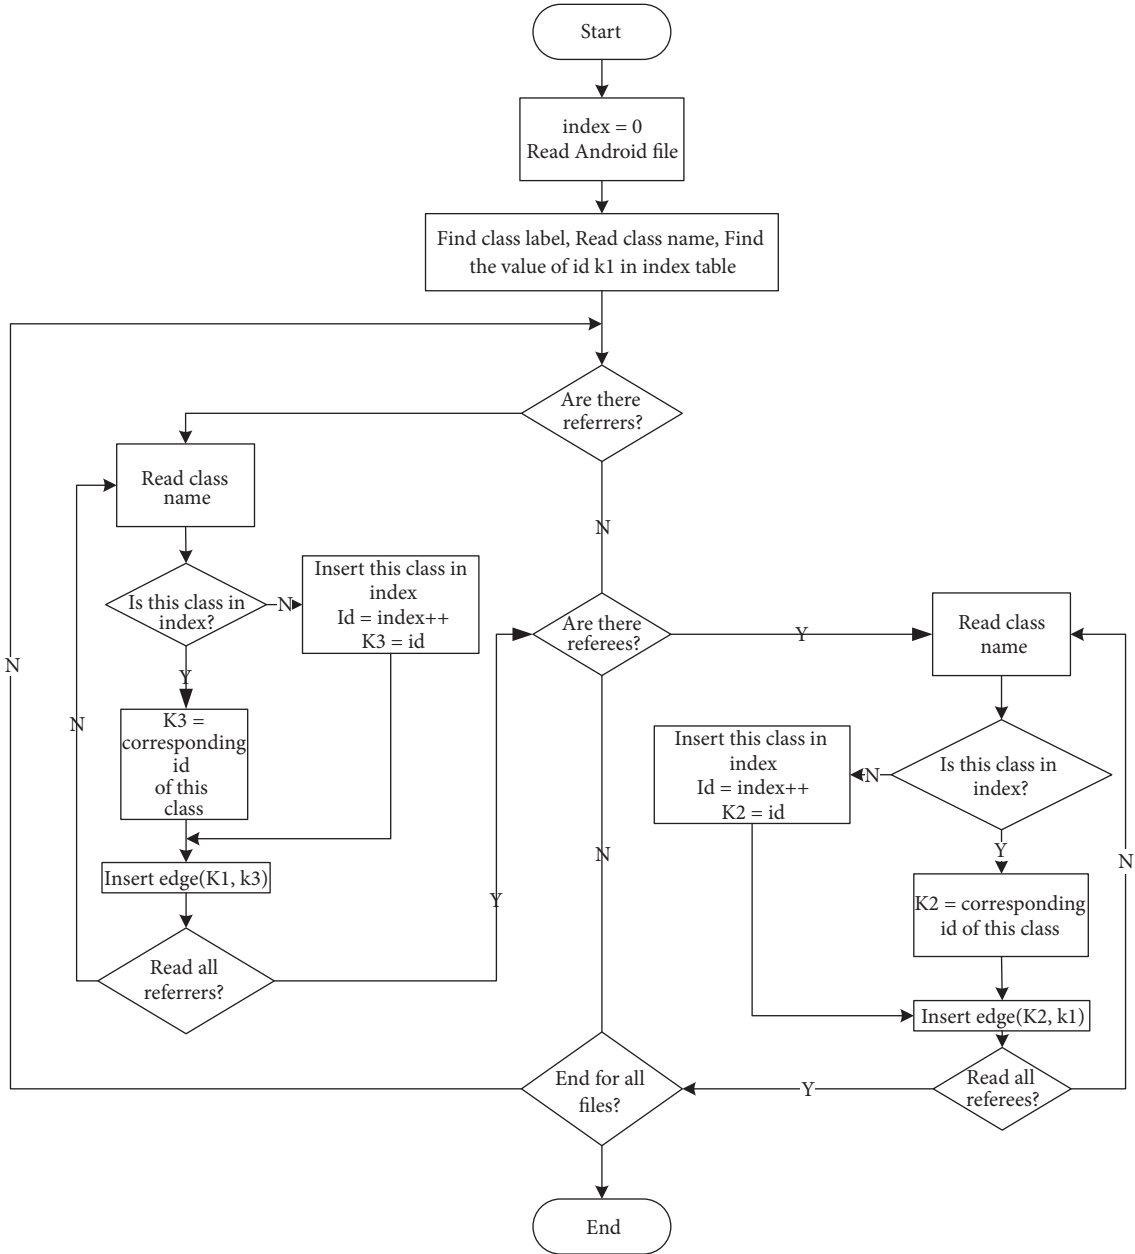 Start
index = 0
Read Android file
Find class label, Read class name, Find
the value of id k1 in index table
Are there
referrers?
Read class
name
N
Is this class in
index?
N
Insert this class in
index
Id = index++
K3 = id
Are there
referees?
Y
Read class
name
N
Y
N
K3 =
corresponding
id
of this
class
Insert this class in
index
Id = index++
K2 = id
N
Is this class in
index?
Y
N
N
Insert edge(K1, k3)
Y
K2 = corresponding
id of this class
Read all
referrers?
Insert edge(K2, k1)
End for all
files?
Y
Read all
referees?
End